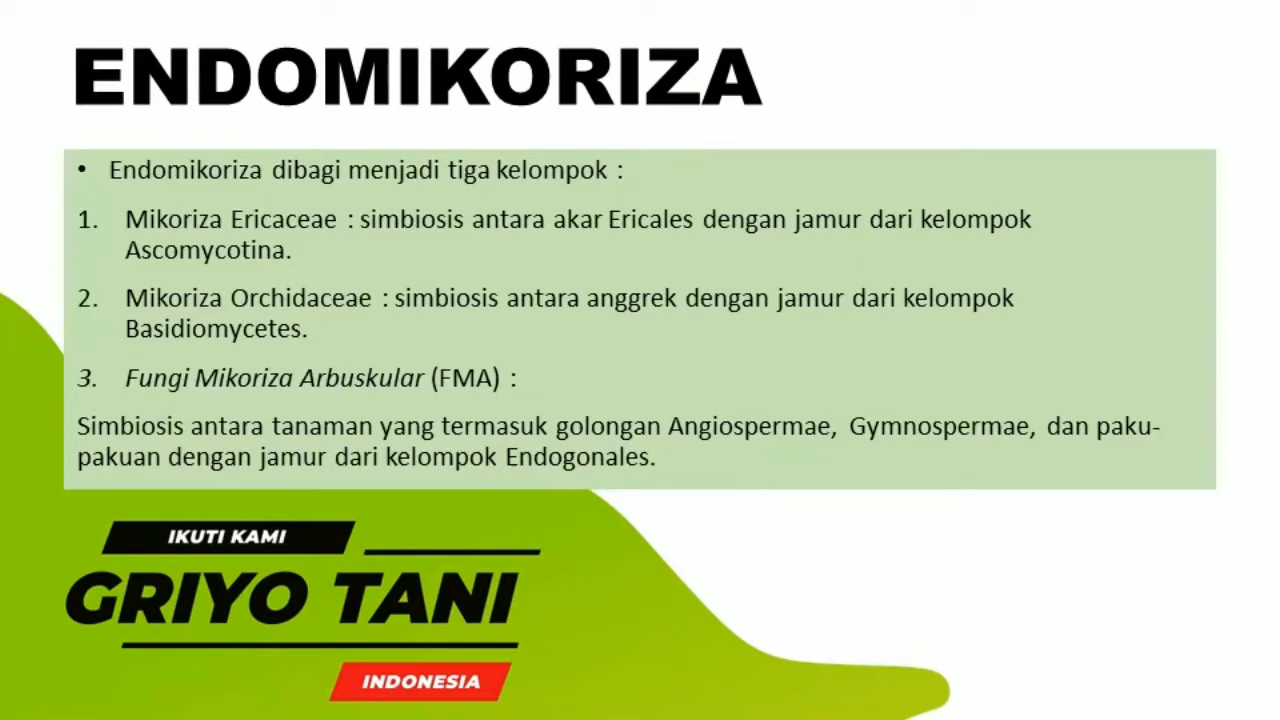 ENDOMIKORIZA
• Endomikoriza dibagi menjadi tiga kelompok :
1. Mikoriza Ericaceae : simbiosis antara akar Ericales dengan jamur dari kelompok
Ascomycotina.
2. Mikoriza Orchidaceae : simbiosis antara anggrek dengan jamur dari kelompok
Basidiomycetes.
3. Fungi Mikoriza Arbuskular (FMA) :
Simbiosis antara tanaman yang termasuk golongan Angiospermae, Gymnospermae, dan paku-
pakuan dengan jamur dari kelompok Endogonales.
IKUTI KAMI
GRIYO TANI
INDONESIA